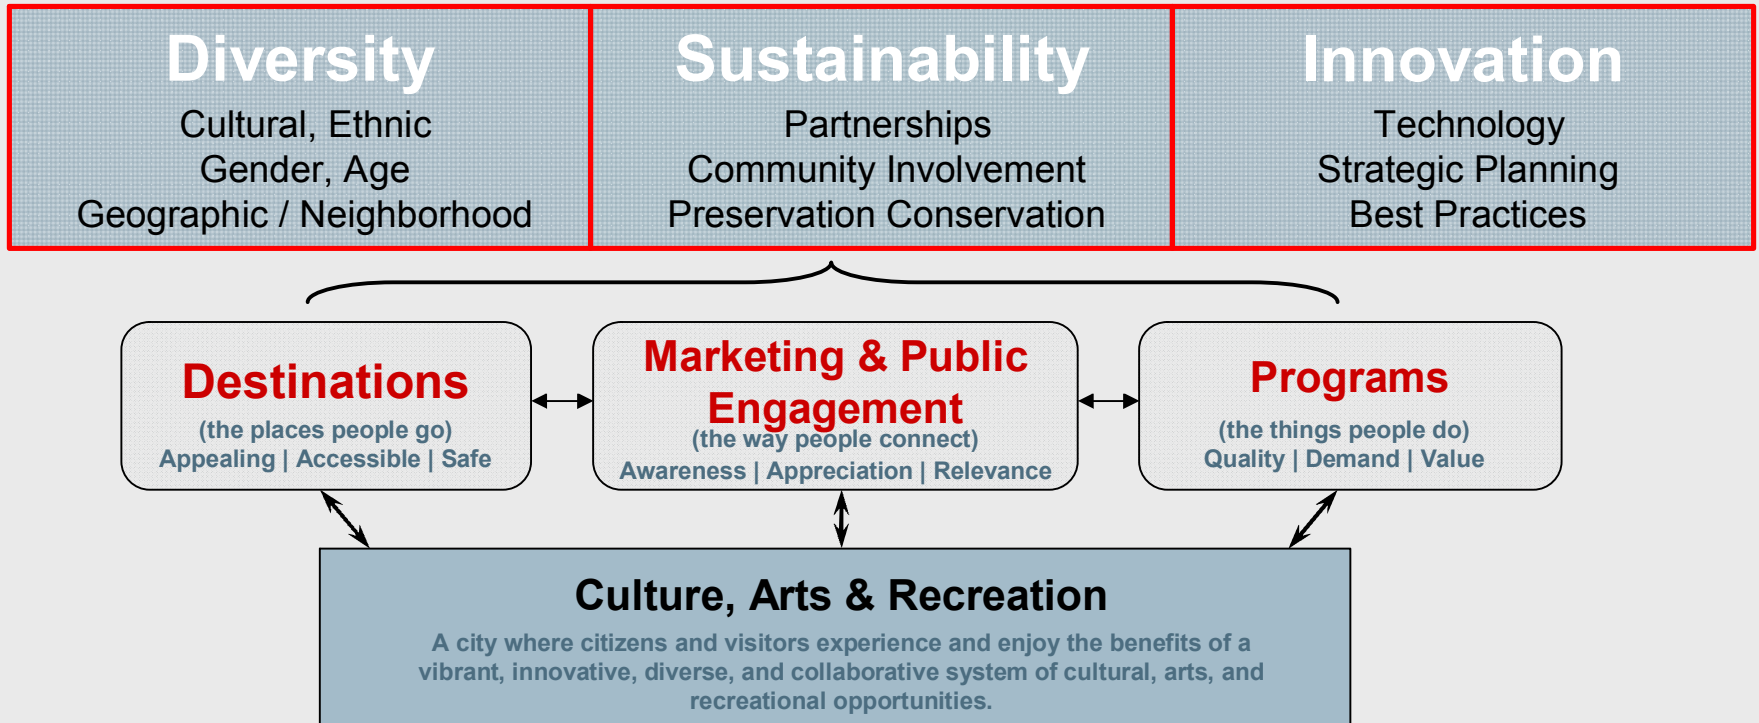 Diversity
Cultural, Ethnic
Gender, Age
Geographic / Neighborhood
Sustainability
Partnerships
Community Involvement
Preservation Conservation
Innovation
Technology
Strategic Planning
Best Practices
Destinations
(the places people go)
Appealing | Accessible | Safe
Marketing & Public
Engagement
(the way people connect)
Awareness | Appreciation | Relevance
Programs
(the things people do)
Quality | Demand | Value
Culture, Arts & Recreation
A city where citizens and visitors experience and enjoy the benefits of a
vibrant, innovative, diverse, and collaborative system of cultural, arts, and
recreational opportunities.